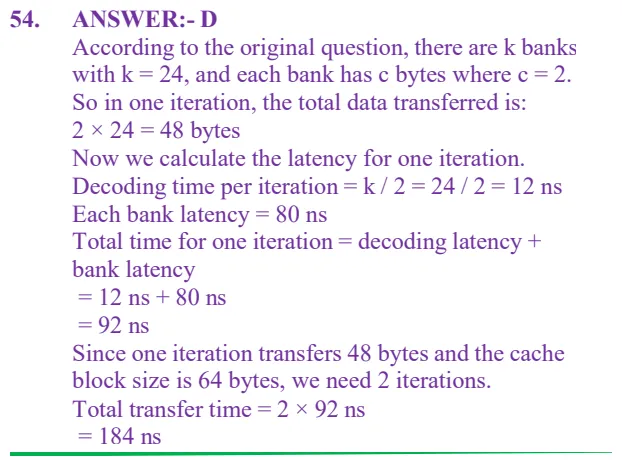 54. ANSWER:- D
According to the original question, there are k banks
with k = 24, and each bank has c bytes where c = 2.
So in one iteration, the total data transferred is:
2 × 24 = 48 bytes
Now we calculate the latency for one iteration.
Decoding time per iteration = k / 2 = 24 / 2 = 12 ns
Each bank latency = 80 ns
Total time for one iteration = decoding latency +
bank latency
= 12 ns + 80 ns
= 92 ns
Since one iteration transfers 48 bytes and the cache
block size is 64 bytes, we need 2 iterations.
Total transfer time = 2 × 92 ns
= 184 ns